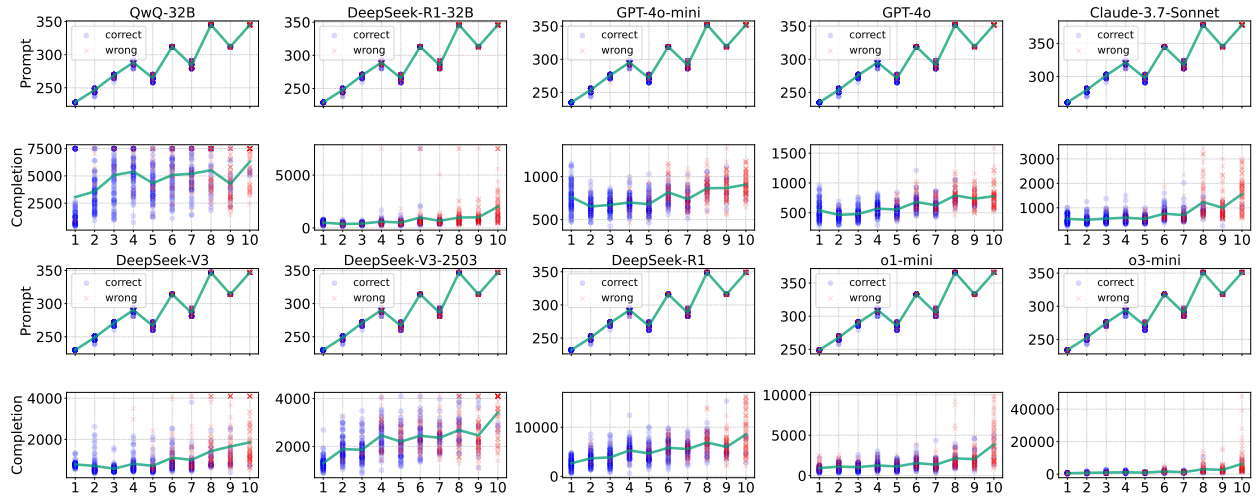 QwQ-32B DeepSeek-R1-32B GPT-4o-mini GPT-4o Claude-3.7-Sonnet
Prompt
350 300 250
correct
wrong
350 300 250
correct
wrong
350 300 250
correct
wrong
350 300 250
correct
wrong
350 300
correct
wrong
Completion
7500 5000 2500
5000 0
1000 500
1500 1000 500
3000 2000 1000
1 2 3 4 5 6 7 8 9 10
1 2 3 4 5 6 7 8 9 10
1 2 3 4 5 6 7 8 9 10
1 2 3 4 5 6 7 8 9 10
1 2 3 4 5 6 7 8 9 10
DeepSeek-V3 DeepSeek-V3-2503 DeepSeek-R1 o1-mini o3-mini
Prompt
350 300 250
correct
wrong
350 300 250
correct
wrong
350 300 250
correct
wrong
350 300 250
correct
wrong
350 300 250
correct
wrong
Completion
4000 2000
4000 2000
10000 0
10000 5000 0
40000 20000 0
1 2 3 4 5 6 7 8 9 10
1 2 3 4 5 6 7 8 9 10
1 2 3 4 5 6 7 8 9 10
1 2 3 4 5 6 7 8 9 10
1 2 3 4 5 6 7 8 9 10